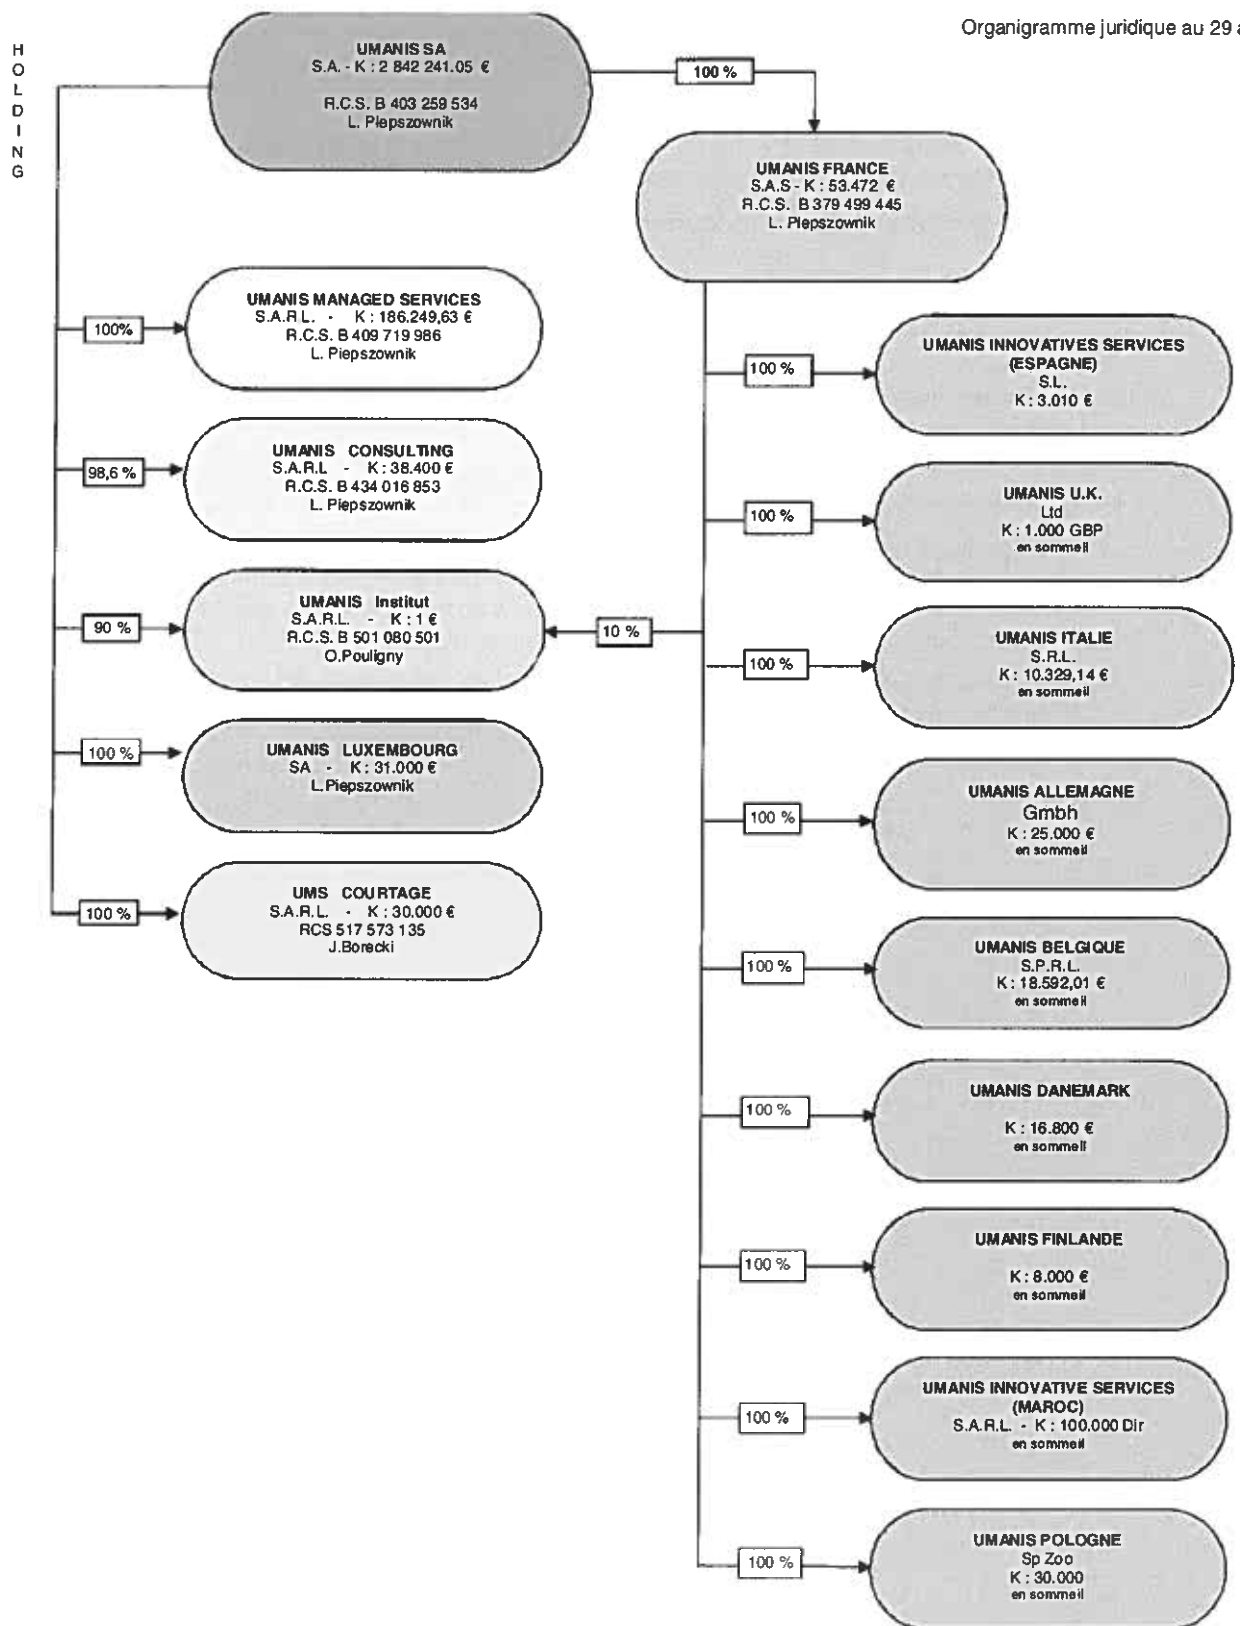 Organigramme juridique au 29
HOLDING
UMANIS SA
S.A. - K : 2 842 241.05 €
R.C.S. B 403 259 534
L. Piepszownik
100 %
UMANIS FRANCE
S.A.S - K : 53.472 €
R.C.S. B 379 499 445
L. Piepszownik
100%
UMANIS MANAGED SERVICES
S.A.R.L. - K : 186.249,63 €
R.C.S. B 409 719 986
L. Piepszownik
98,6 %
UMANIS CONSULTING
S.A.R.L - K : 38.400 €
R.C.S. B 434 016 853
L. Piepszownik
90 %
UMANIS Institut
S.A.R.L. - K : 1 €
R.C.S. B 501 080 501
O.Pouligny
10 %
100 %
UMANIS LUXEMBOURG
SA - K : 31.000 €
L.Piepszownik
100 %
UMS COURTAGE
S.A.R.L. - K : 30.000 €
RCS 517 573 135
J.Borecki
100 %
UMANIS INNOVATIVES SERVICES
(ESPAGNE)
S.L.
K : 3.010 €
100 %
UMANIS U.K.
Ltd
K : 1.000 GBP
en sommeil
100 %
UMANIS ITALIE
S.R.L.
K : 10.329,14 €
en sommeil
100 %
UMANIS ALLEMAGNE
Gmbh
K : 25.000 €
en sommeil
100 %
UMANIS BELGIQUE
S.P.R.L.
K : 18.592,01 €
en sommeil
100 %
UMANIS DANEMARK
K : 16.800 €
en sommeil
100 %
UMANIS FINLANDE
K : 8.000 €
en sommeil
100 %
UMANIS INNOVATIVE SERVICES
(MAROC)
S.A.R.L. - K : 100.000 Dir
en sommeil
100 %
UMANIS POLOGNE
Sp Zoo
K : 30.000
en sommeil